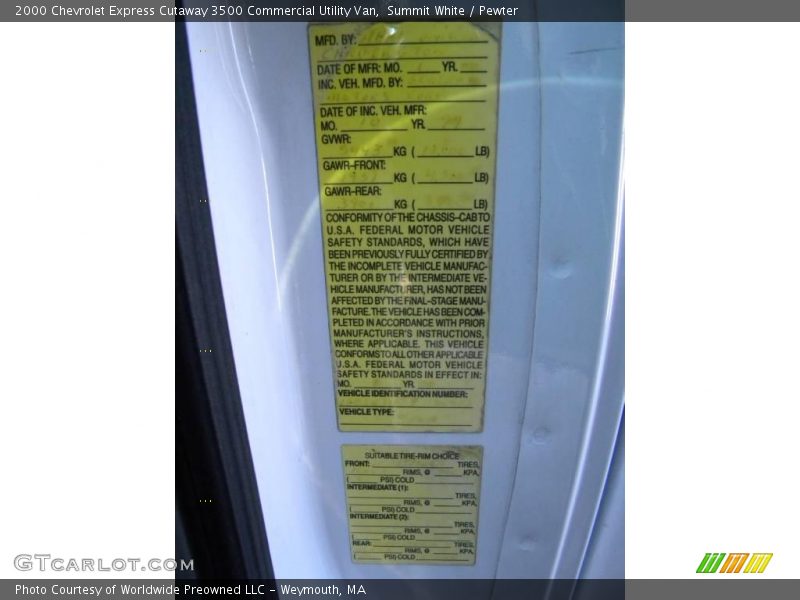 2000 Chevrolet Express Cutaway 3500 Commercial Utility Van, Summit White / Pewter
MFD. BY:
DATE OF MFR: MO. YR.
INC. VEH. MFD. BY:
DATE OF INC. VEH. MFR:
MO. YR.
GVWR:
KG ( LB)
GAWR-FRONT:
KG ( LB)
GAWR-REAR:
KG ( LB)
CONFORMITY OF THE CHASSIS-CAB TO
U.S.A. FEDERAL MOTOR VEHICLE
SAFETY STANDARDS, WHICH HAVE
BEEN PREVIOUSLY FULLY CERTIFIED BY
THE INCOMPLETE VEHICLE MANUFAC-
TURER OR BY THE INTERMEDIATE VE-
HICLE MANUFACTURER, HAS NOT BEEN
AFFECTED BY THE FINAL-STAGE MANU-
FACTURE. THE VEHICLE HAS BEEN COM-
PLETED IN ACCORDANCE WITH PRIOR
MANUFACTURER'S INSTRUCTIONS,
WHERE APPLICABLE. THIS VEHICLE
CONFORMS TO ALL OTHER APPLICABLE
U.S.A. FEDERAL MOTOR VEHICLE
SAFETY STANDARDS IN EFFECT IN:
MO. YR.
VEHICLE IDENTIFICATION NUMBER:
VEHICLE TYPE:
SUITABLE TIRE-RIM CHOICE
FRONT: TIRES,
RIMS, @ KPA,
( PSI) COLD
INTERMEDIATE (1):
TIRES,
RIMS, @ KPA,
( PSI) COLD
INTERMEDIATE (2):
TIRES,
RIMS, @ KPA,
( PSI) COLD
REAR: TIRES,
RIMS, @ KPA,
( PSI) COLD
GTCARLOT.COM
Photo Courtesy of Worldwide Preowned LLC - Weymouth, MA